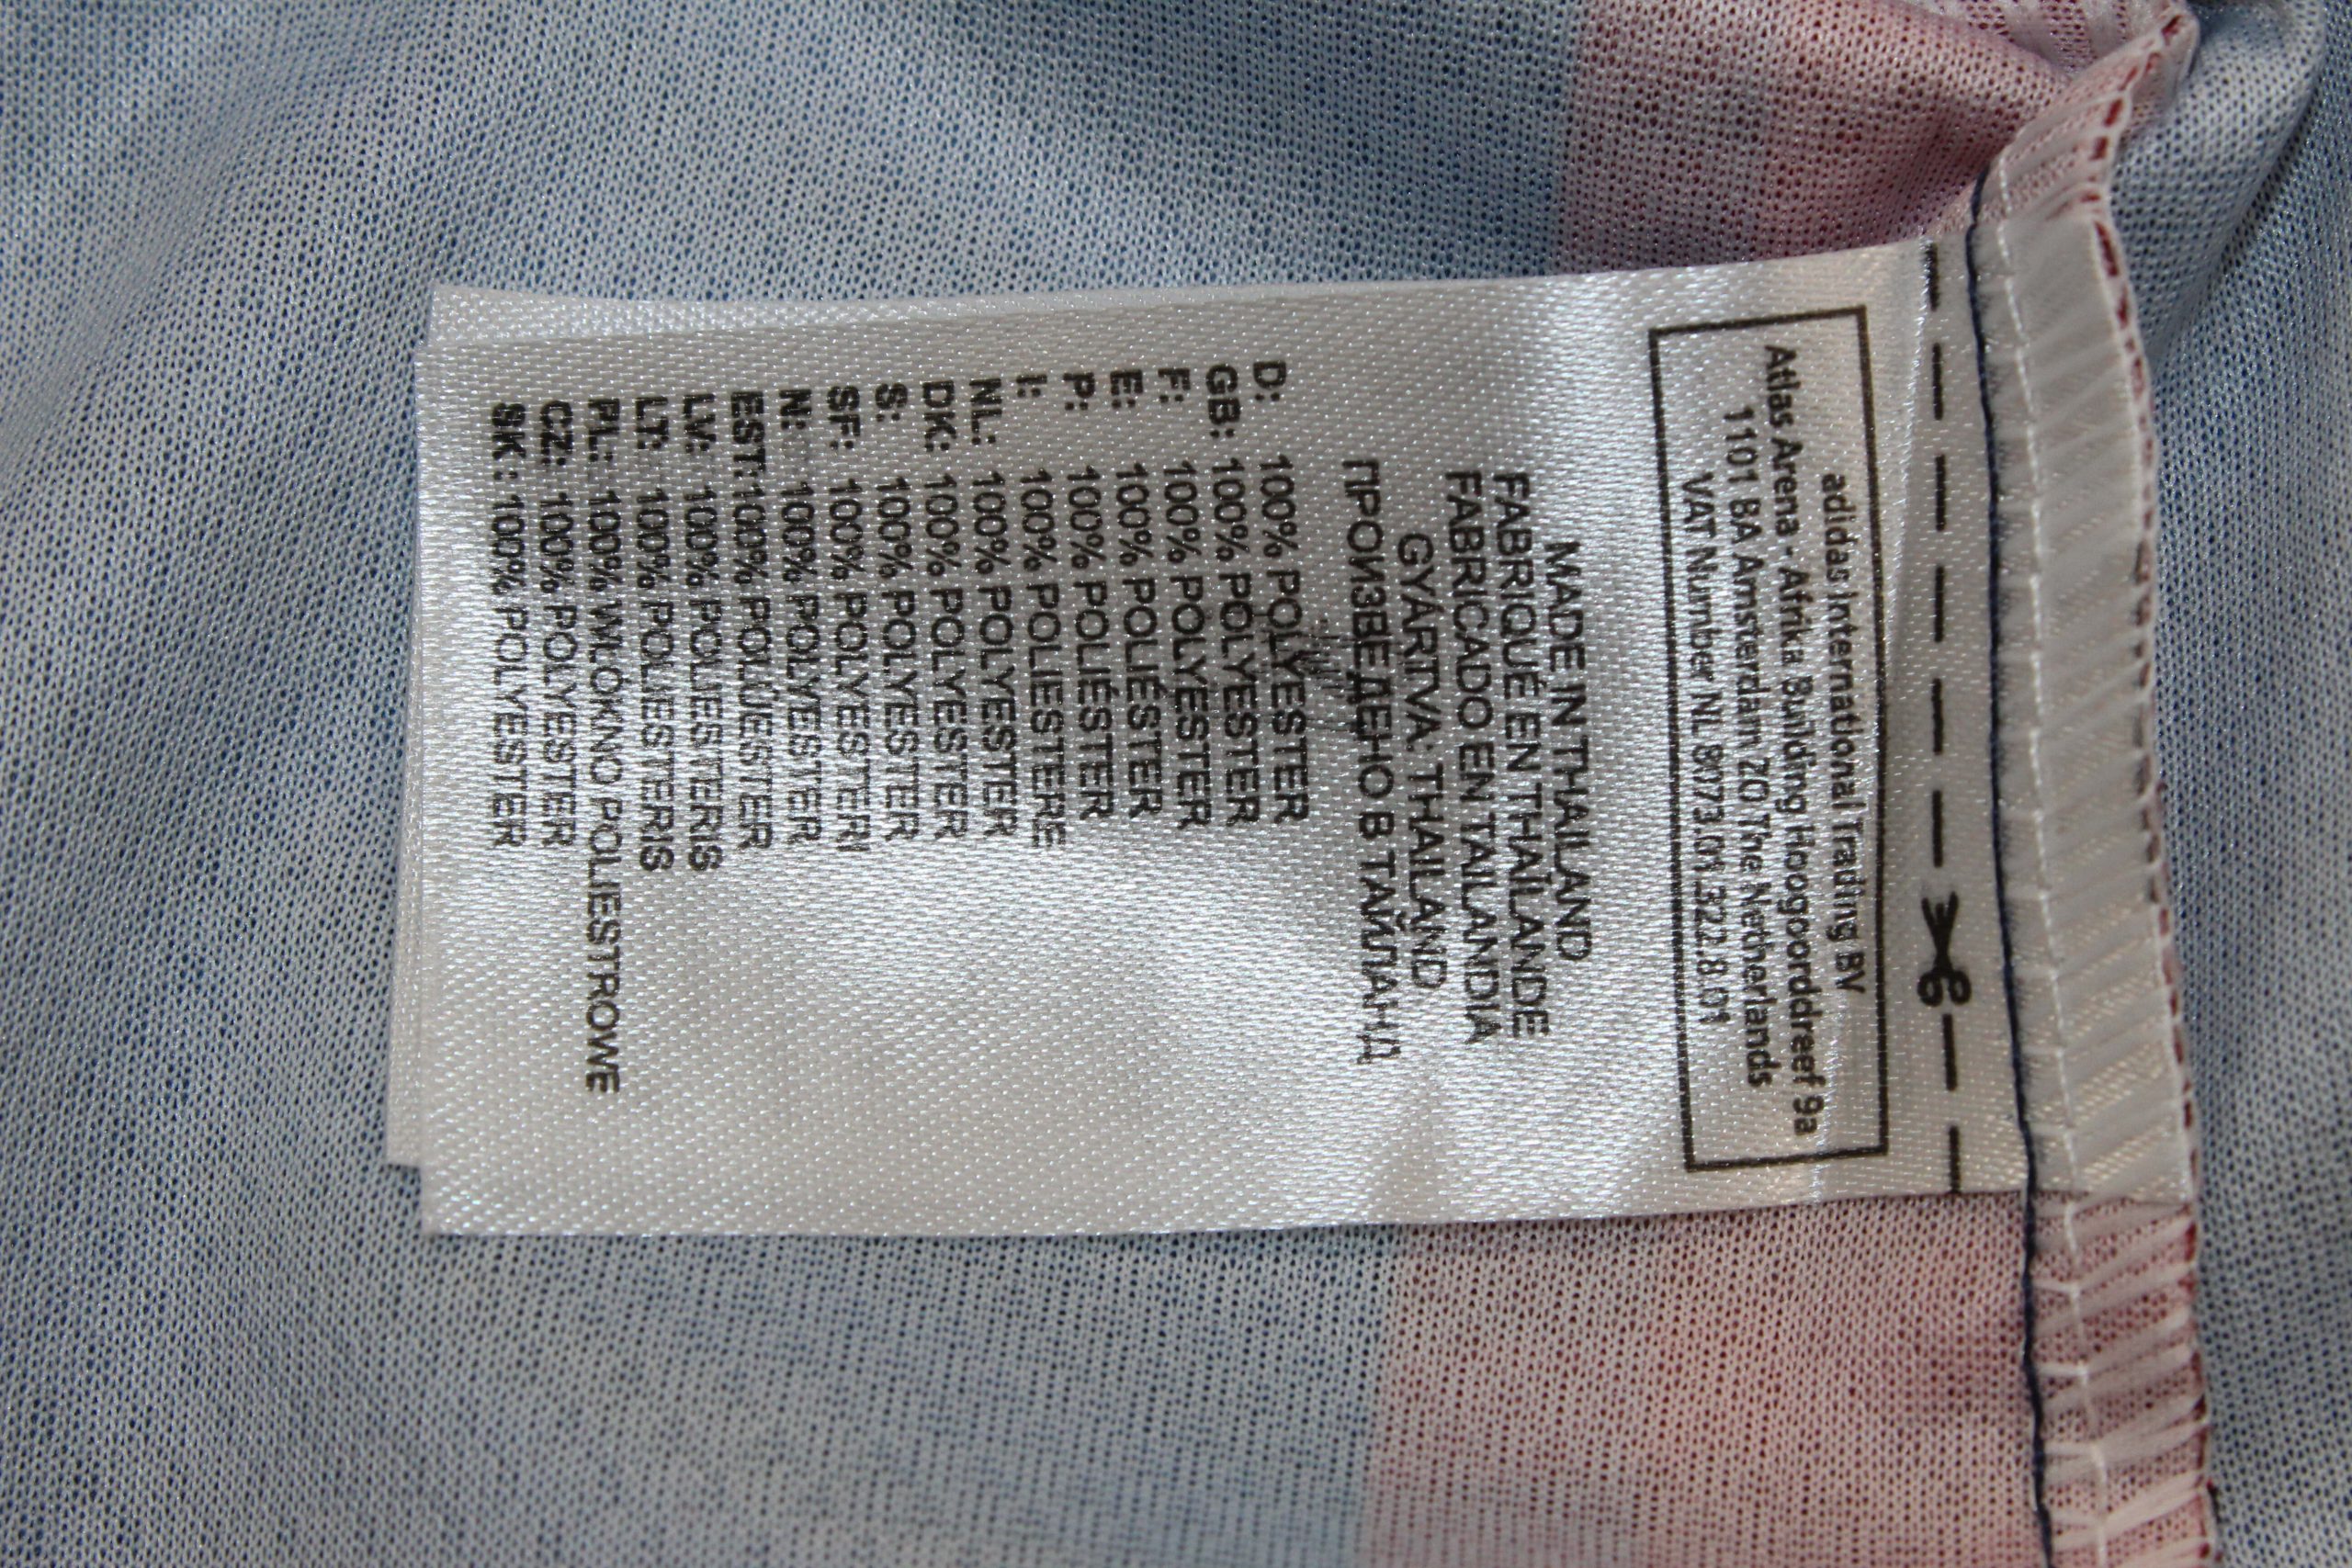 adidas International Trading BV
Atlas Arena - Afrika Building Hoogoorddreef 9a
1101 BA Amsterdam ZO The Netherlands
VAT Number NL 8073.01.322.B.01
MADE IN THAILAND
FABRIQUÉ EN THAÏLANDE
FABRICADO EN TAILANDIA
GYÁRTVA: THAILAND
ПРОИЗВЕДЕНО В ТАЙЛАНД
D: 100% POLYESTER
GB: 100% POLYESTER
F: 100% POLYESTER
E: 100% POLIÉSTER
P: 100% POLIÉSTER
I: 100% POLIESTERE
NL: 100% POLYESTER
DK: 100% POLYESTER
S: 100% POLYESTER
SF: 100% POLYESTERI
N: 100% POLYESTER
EST: 100% POLÜESTER
LV: 100% POLIESTERIS
LT: 100% POLIESTERIS
PL: 100% WŁÓKNO POLIESTROWE
CZ: 100% POLYESTER
SK: 100% POLYESTER